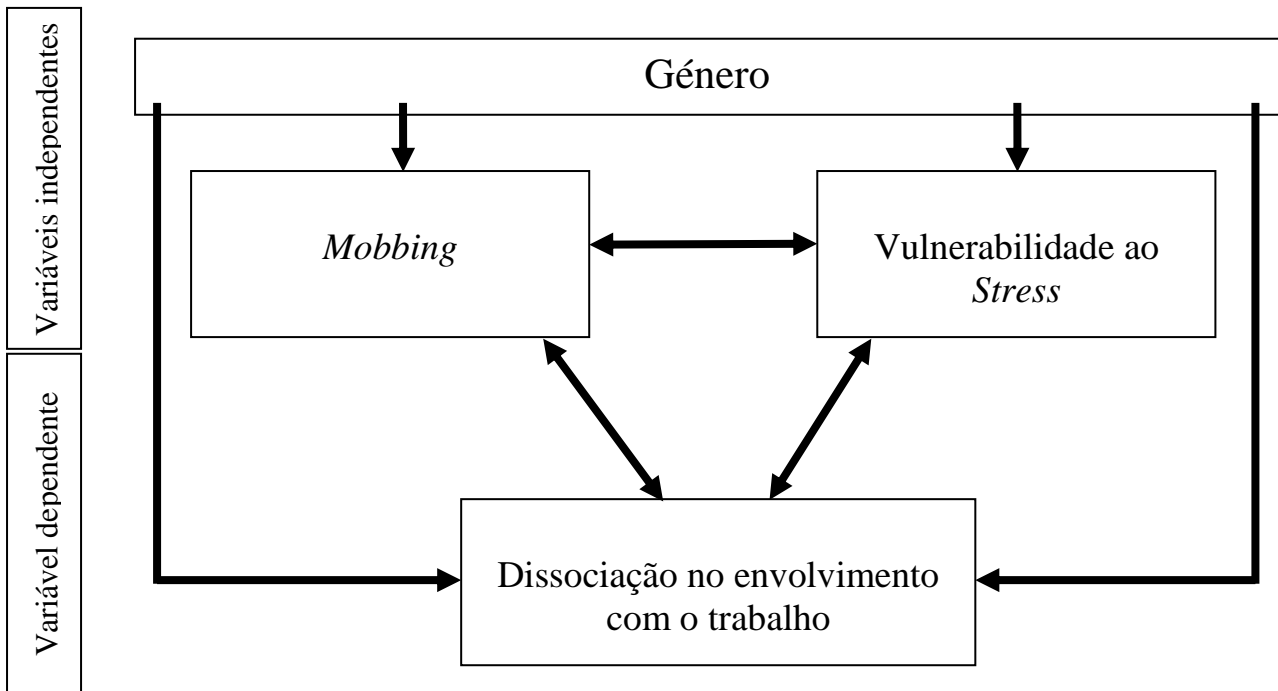 Variáveis independentes
Género
Mobbing
Vulnerabilidade ao
Stress
Variável dependente
Dissociação no envolvimento
com o trabalho